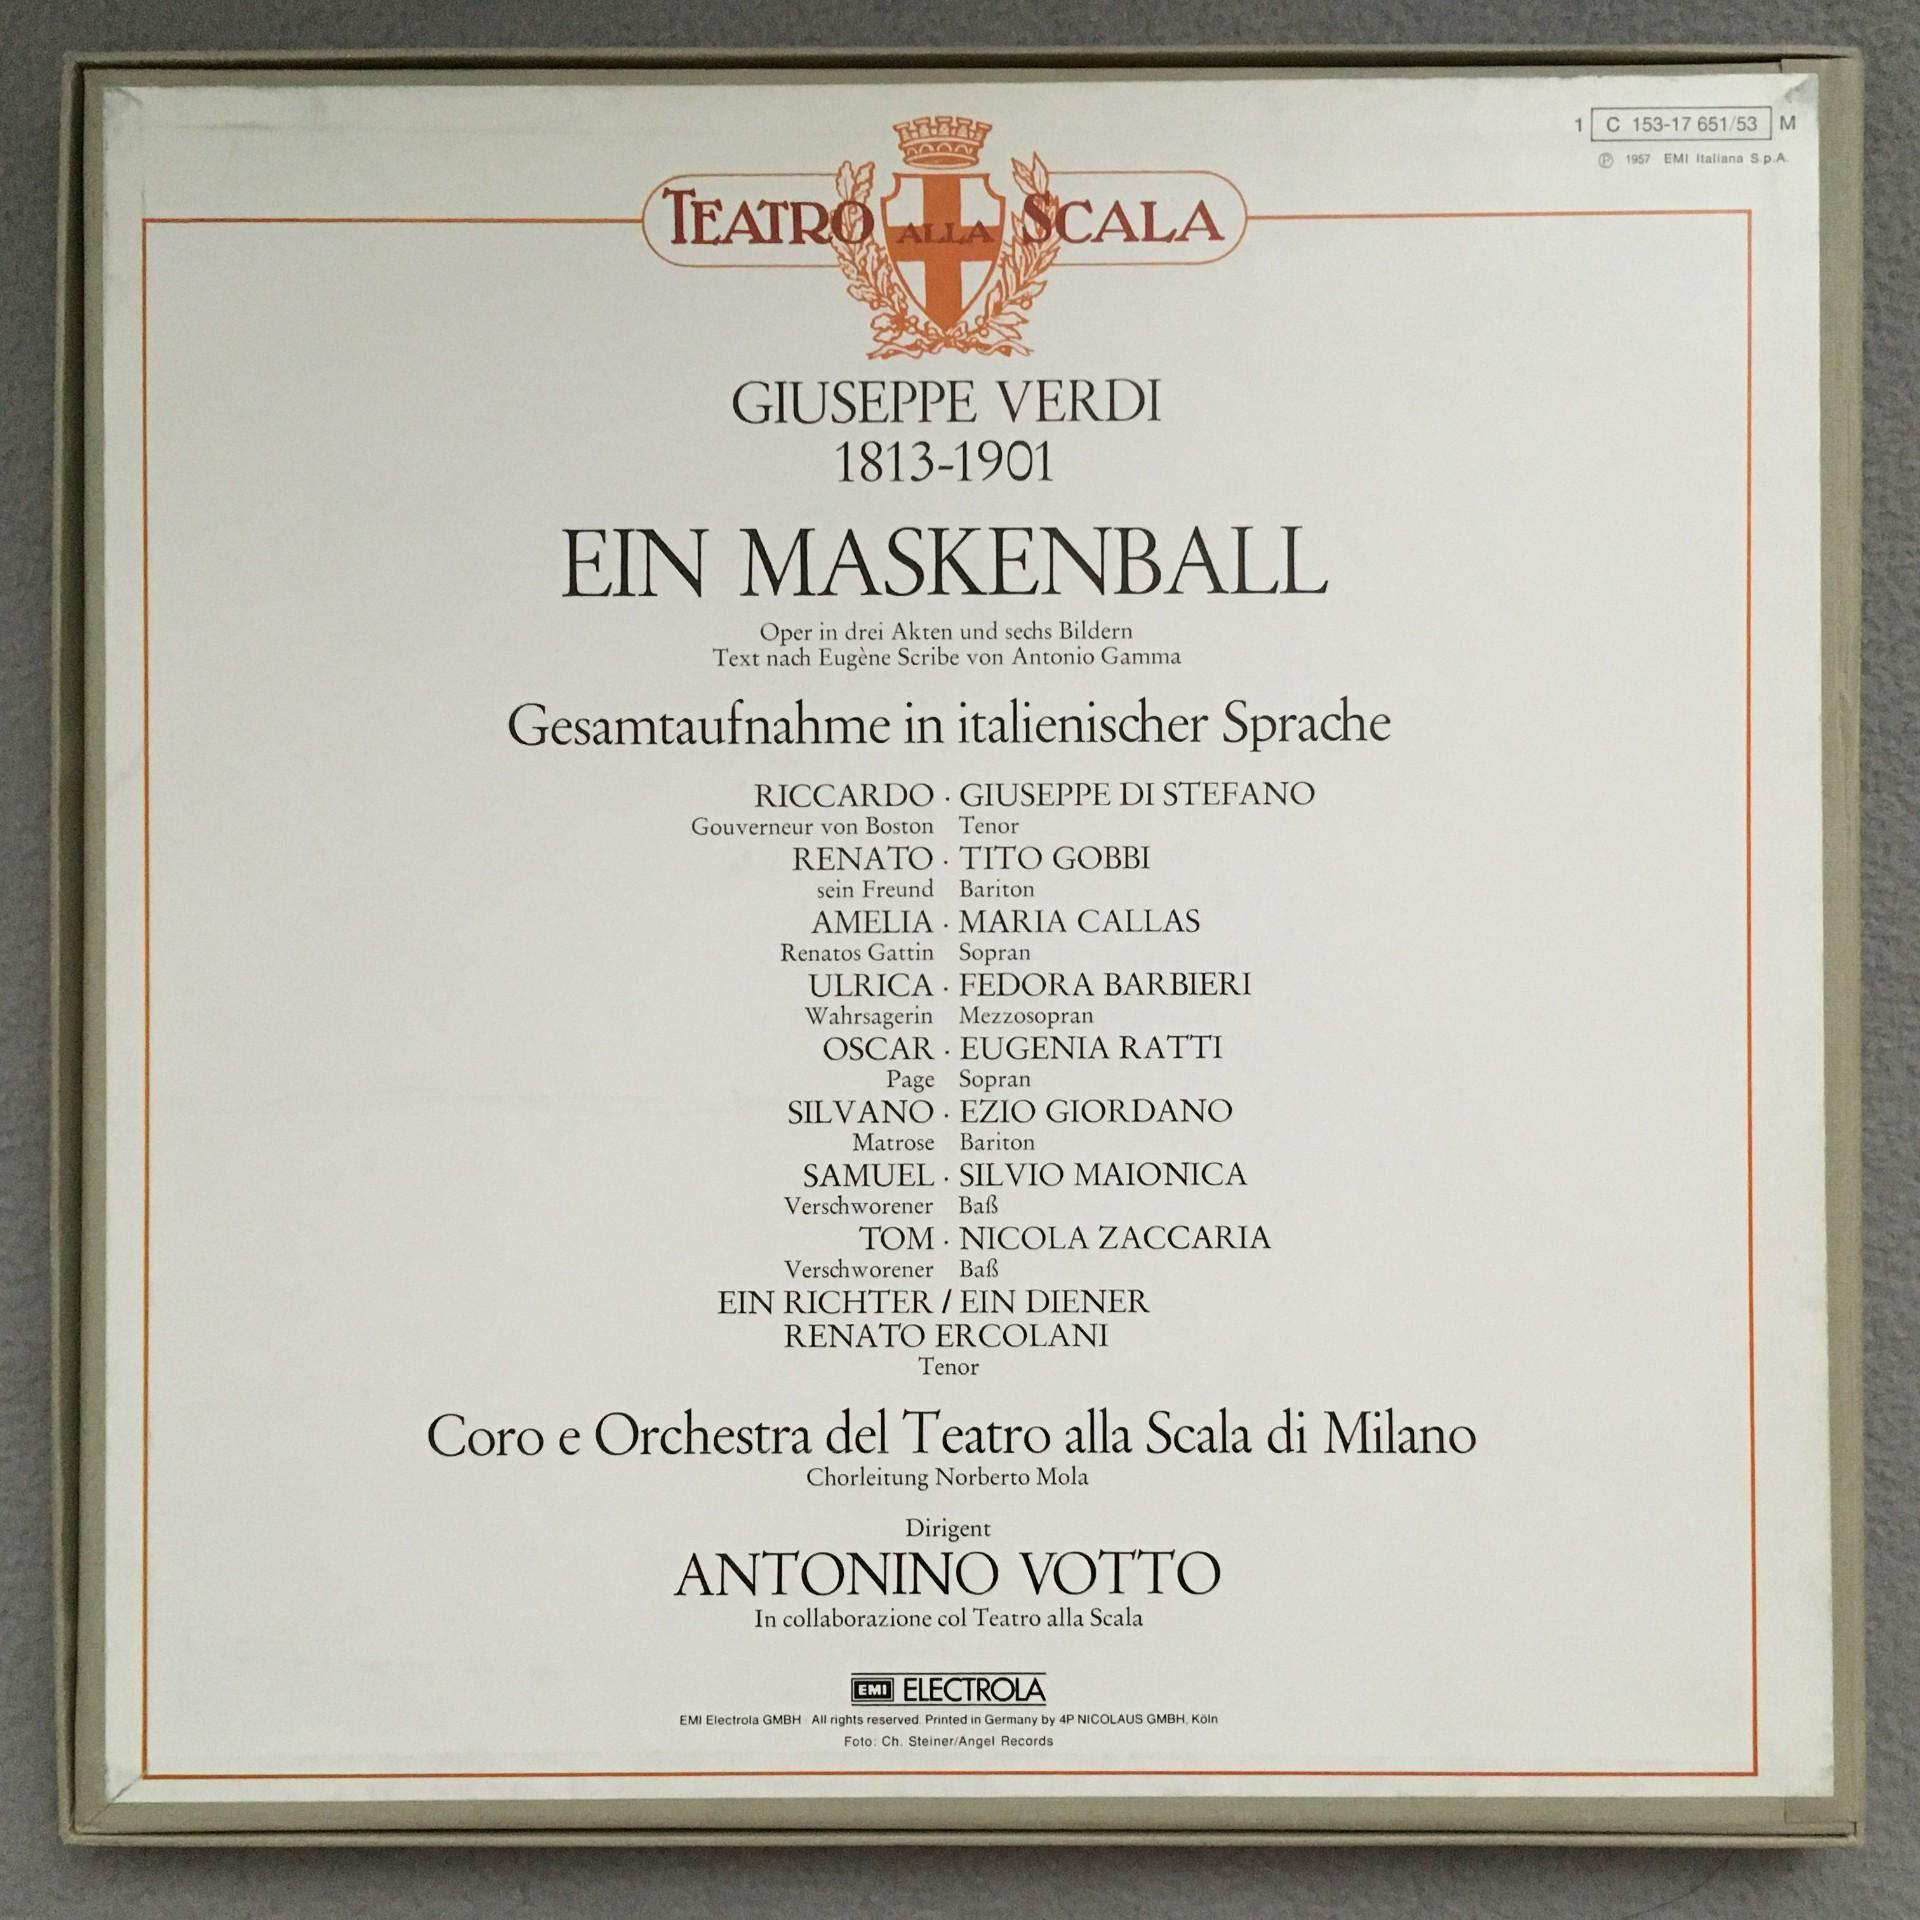 1 C 153-17 651/53 M
℗ 1957 EMI Italiana S.p.A.
TEATRO ALLA SCALA
GIUSEPPE VERDI
1813-1901
EIN MASKENBALL
Oper in drei Akten und sechs Bildern
Text nach Eugène Scribe von Antonio Gamma
Gesamtaufnahme in italienischer Sprache
RICCARDO · GIUSEPPE DI STEFANO
Gouverneur von Boston Tenor
RENATO · TITO GOBBI
sein Freund Bariton
AMELIA · MARIA CALLAS
Renatos Gattin Sopran
ULRICA · FEDORA BARBIERI
Wahrsagerin Mezzosopran
OSCAR · EUGENIA RATTI
Page Sopran
SILVANO · EZIO GIORDANO
Matrose Bariton
SAMUEL · SILVIO MAIONICA
Verschworener Baß
TOM · NICOLA ZACCARIA
Verschworener Baß
EIN RICHTER / EIN DIENER
RENATO ERCOLANI
Tenor
Coro e Orchestra del Teatro alla Scala di Milano
Chorleitung Norberto Mola
Dirigent
ANTONINO VOTTO
In collaborazione col Teatro alla Scala
EMI ELECTROLA
EMI Electrola GMBH · All rights reserved. Printed in Germany by 4P NICOLAUS GMBH, Köln
Foto: Ch. Steiner/Angel Records